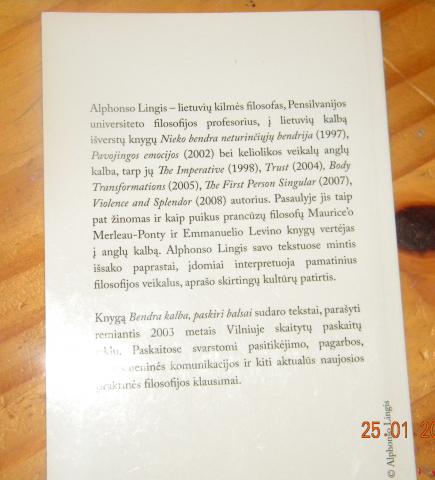 Alphonso Lingis – lietuvių kilmės filosofas, Pensilvanijos
universiteto filosofijos profesorius, į lietuvių kalbą
išverstų knygų Nieko bendra neturinčiųjų bendrija (1997),
Pavojingos emocijos (2002) bei keliolikos veikalų anglų
kalba, tarp jų The Imperative (1998), Trust (2004), Body
Transformations (2005), The First Person Singular (2007),
Violence and Splendor (2008) autorius. Pasaulyje jis taip
pat žinomas ir kaip puikus prancūzų filosofų Maurice'o
Merleau-Ponty ir Emmanuelio Levino knygų vertėjas
į anglų kalbą. Alphonso Lingis savo tekstuose mintis
išsako paprastai, įdomiai interpretuoja pamatinius
filosofijos veikalus, aprašo skirtingų kultūrų patirtis.
Knygą Bendra kalba, paskiri balsai sudaro tekstai, parašyti
remiantis 2003 metais Vilniuje skaitytų paskaitų
Paskaitose svarstomi pasitikėjimo, pagarbos,
komunikacijos ir kiti aktualūs naujosios
praktinės filosofijos klausimai.
25.01
© Alphonso Lingis